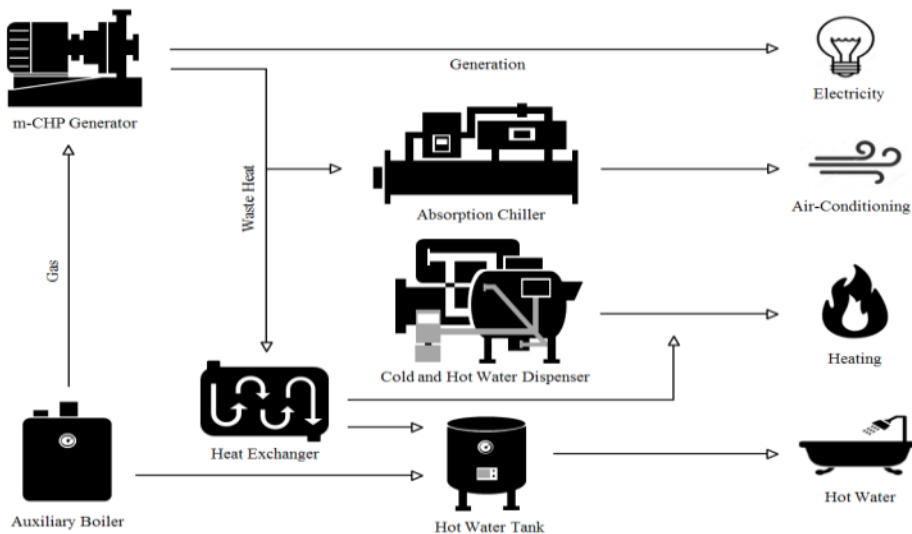 Generation
Electricity
m-CHP Generator
Waste Heat
Absorption Chiller
Air-Conditioning
Gas
Cold and Hot Water Dispenser
Heating
Heat Exchanger
Auxiliary Boiler
Hot Water Tank
Hot Water